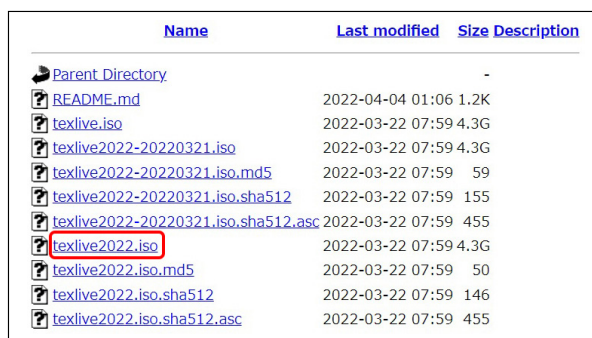 Name Last modified Size Description
Parent Directory -
README.md 2022-04-04 01:06 1.2K
texlive.iso 2022-03-22 07:59 4.3G
texlive2022-20220321.iso 2022-03-22 07:59 4.3G
texlive2022-20220321.iso.md5 2022-03-22 07:59 59
texlive2022-20220321.iso.sha512 2022-03-22 07:59 155
texlive2022-20220321.iso.sha512.asc 2022-03-22 07:59 455
texlive2022.iso 2022-03-22 07:59 4.3G
texlive2022.iso.md5 2022-03-22 07:59 50
texlive2022.iso.sha512 2022-03-22 07:59 146
texlive2022.iso.sha512.asc 2022-03-22 07:59 455